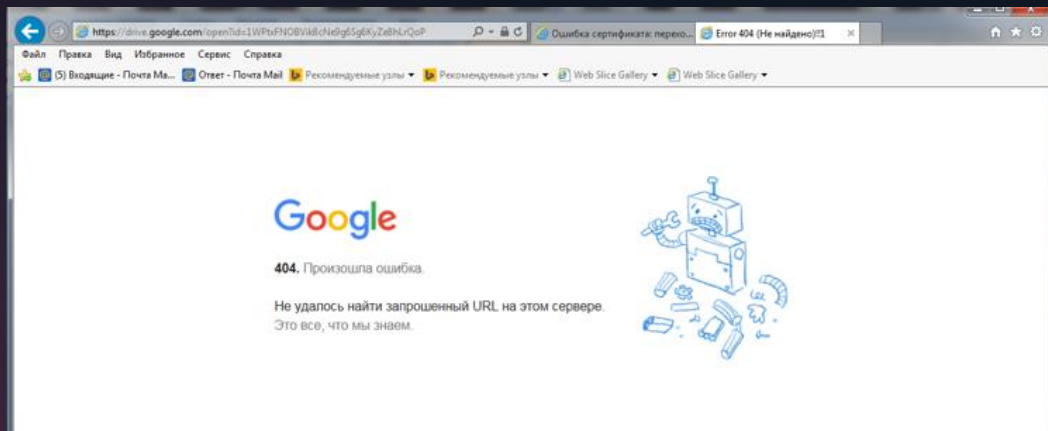 https://drive.google.com/open?id=
Ошибка сертификата: перехо...
Error 404 (Не найдено)!!1
Файл Правка Вид Избранное Сервис Справка
(5) Входящие - Почта Ма... Ответ - Почта Mail Рекомендуемые узлы Рекомендуемые узлы Web Slice Gallery Web Slice Gallery
Google
404. Произошла ошибка.
Не удалось найти запрошенный URL на этом сервере.
Это все, что мы знаем.